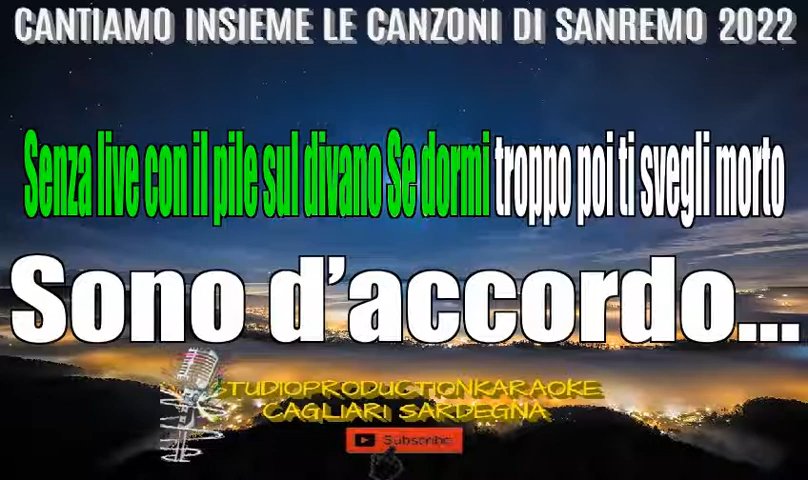 CANTIAMO INSIEME LE CANZONI DI SANREMO 2022
Senza live con il pile sul divano Se dormi troppo poi ti svegli morto
Sono d'accordo...
STUDIOPRODUCTIONKARAOKE
CAGLIARI SARDEGNA
Subscribe